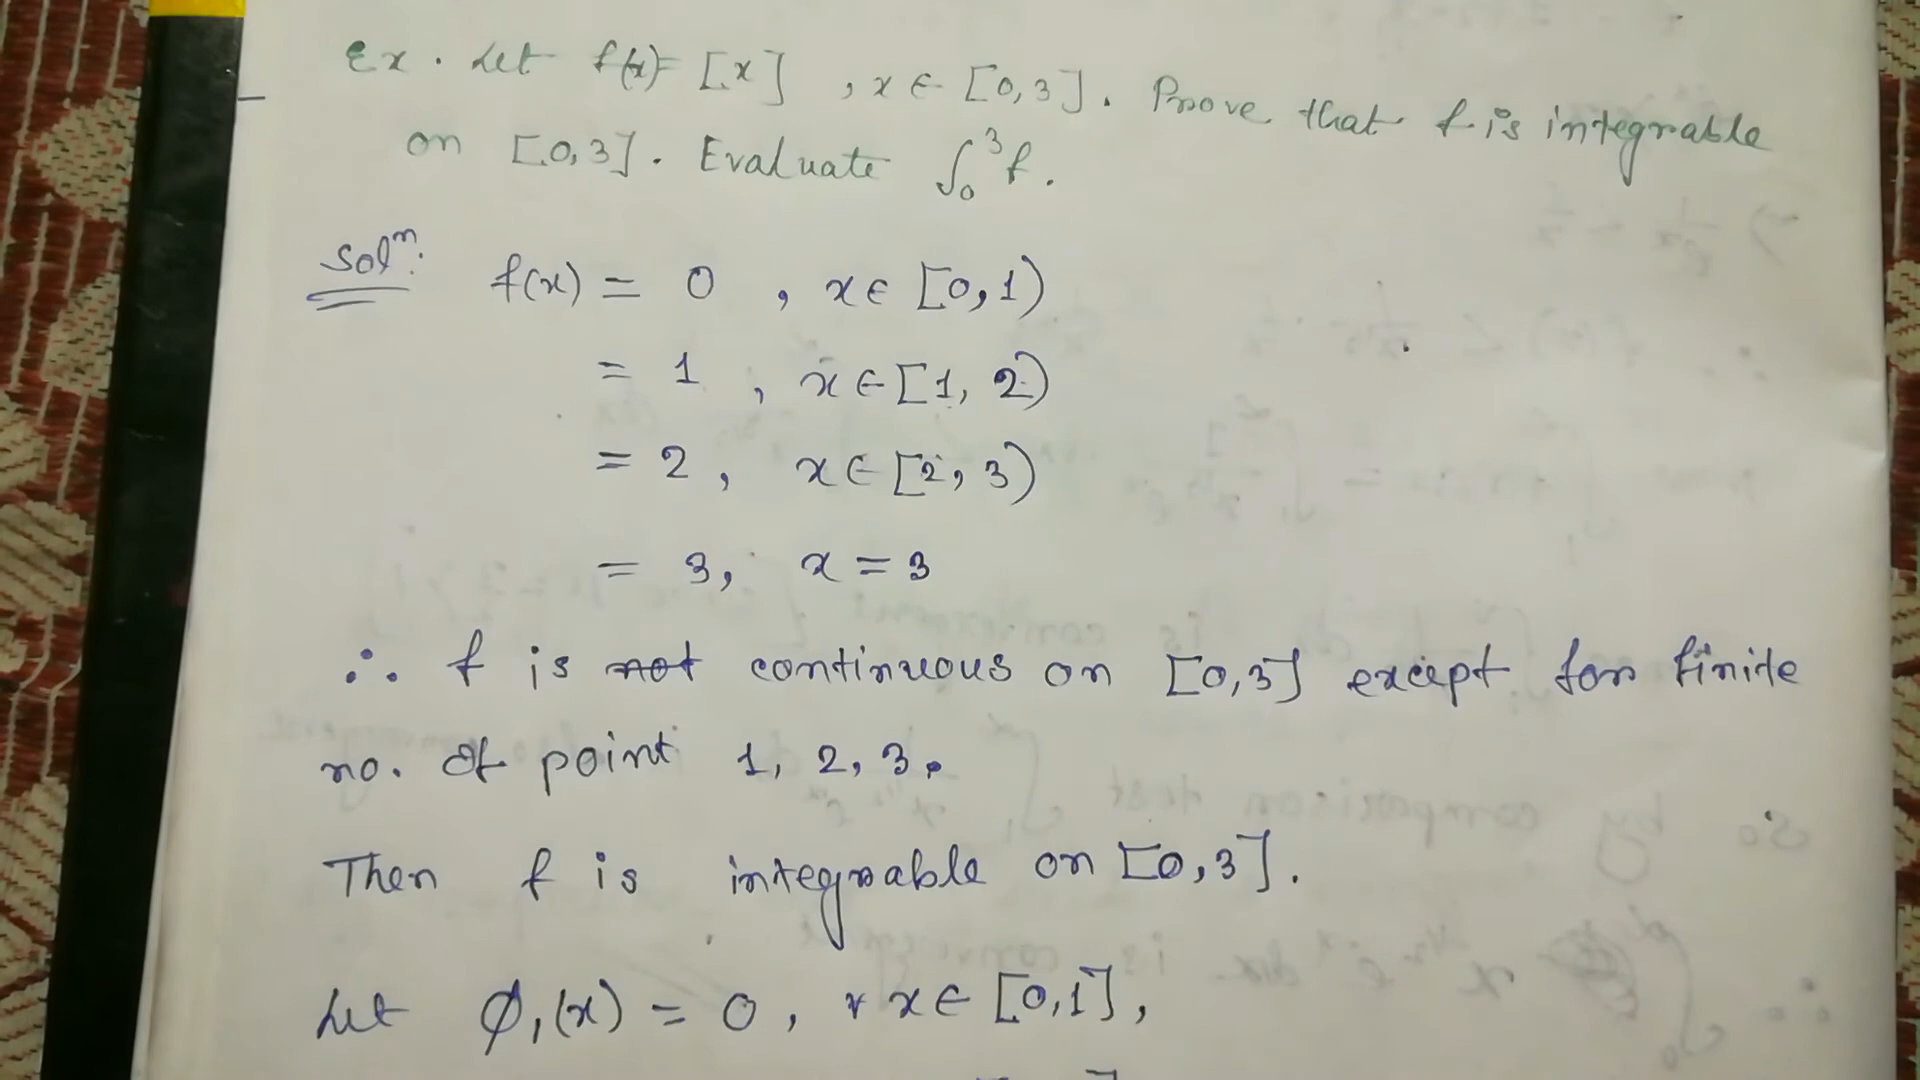 Ex. Let f(x) = [x] , x ∈ [0,3]. Prove that f is integrable
on [0,3]. Evaluate ∫₀³ f.
Solⁿ: f(x) = 0 , x ∈ [0,1)
= 1 , x ∈ [1, 2)
= 2 , x ∈ [2, 3)
= 3, x = 3
∴ f is not continuous on [0,3] except for finite
no. of point 1, 2, 3.
Then f is integrable on [0,3].
Let ϕ₁(x) = 0, ∀ x ∈ [0,1],